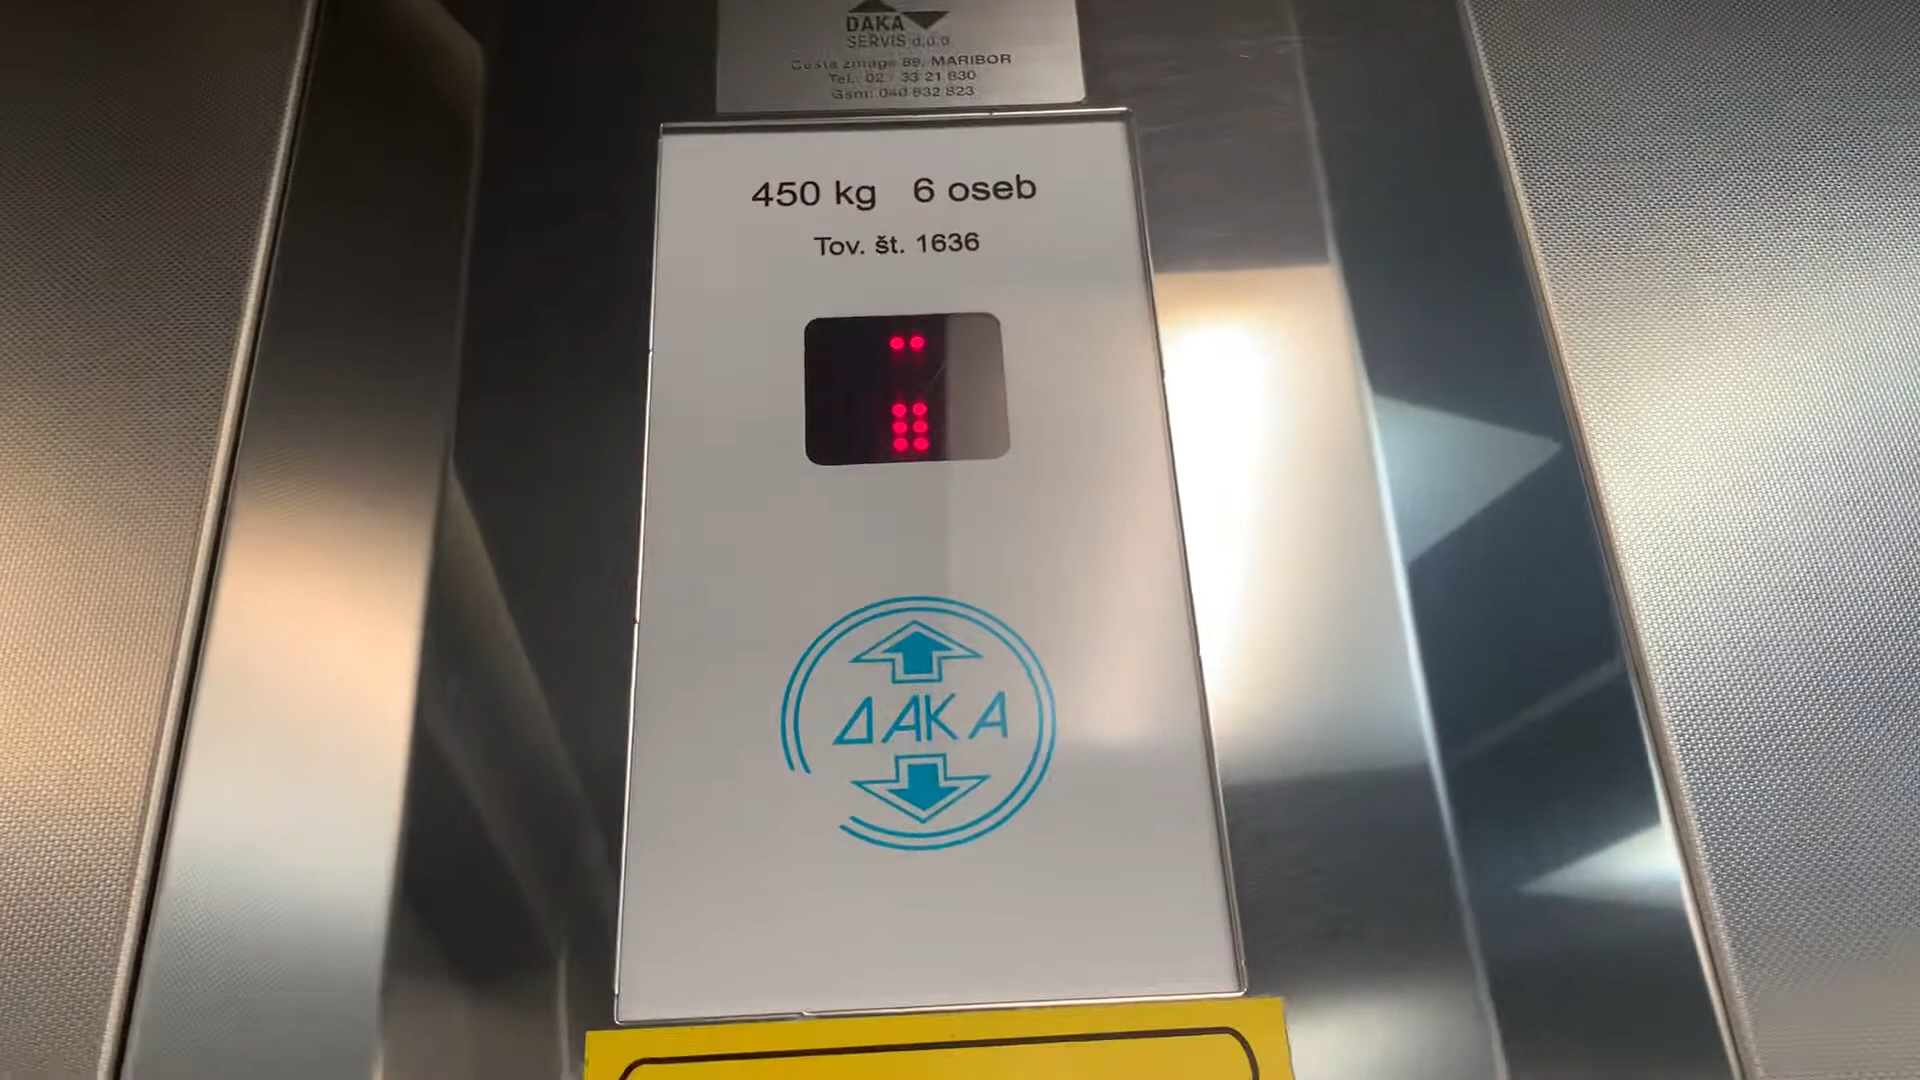 DAKA
SERVIS d.o.o.
Cesta zmage 89, MARIBOR
Tel.: 02 / 33 21 830
Gsm: 040 832 823
450 kg 6 oseb
Tov. št. 1636
ΔAKA